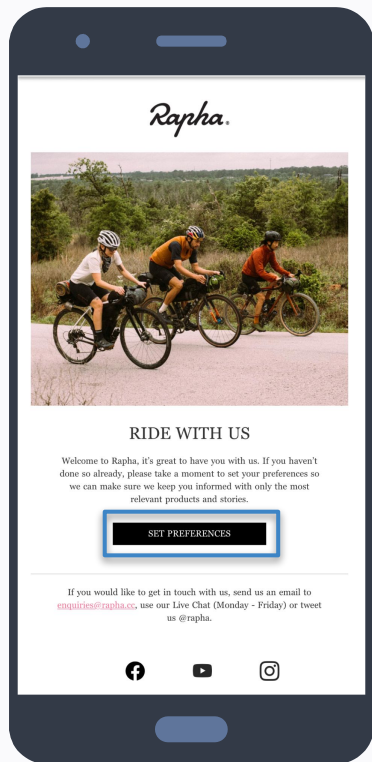 Rapha.
RIDE WITH US
Welcome to Rapha, it's great to have you with us. If you haven't
done so already, please take a moment to set your preferences so
we can make sure we keep you informed with only the most
relevant products and stories.
SET PREFERENCES
If you would like to get in touch with us, send us an email to
enquiries@rapha.cc, use our Live Chat (Monday - Friday) or tweet
us @rapha.